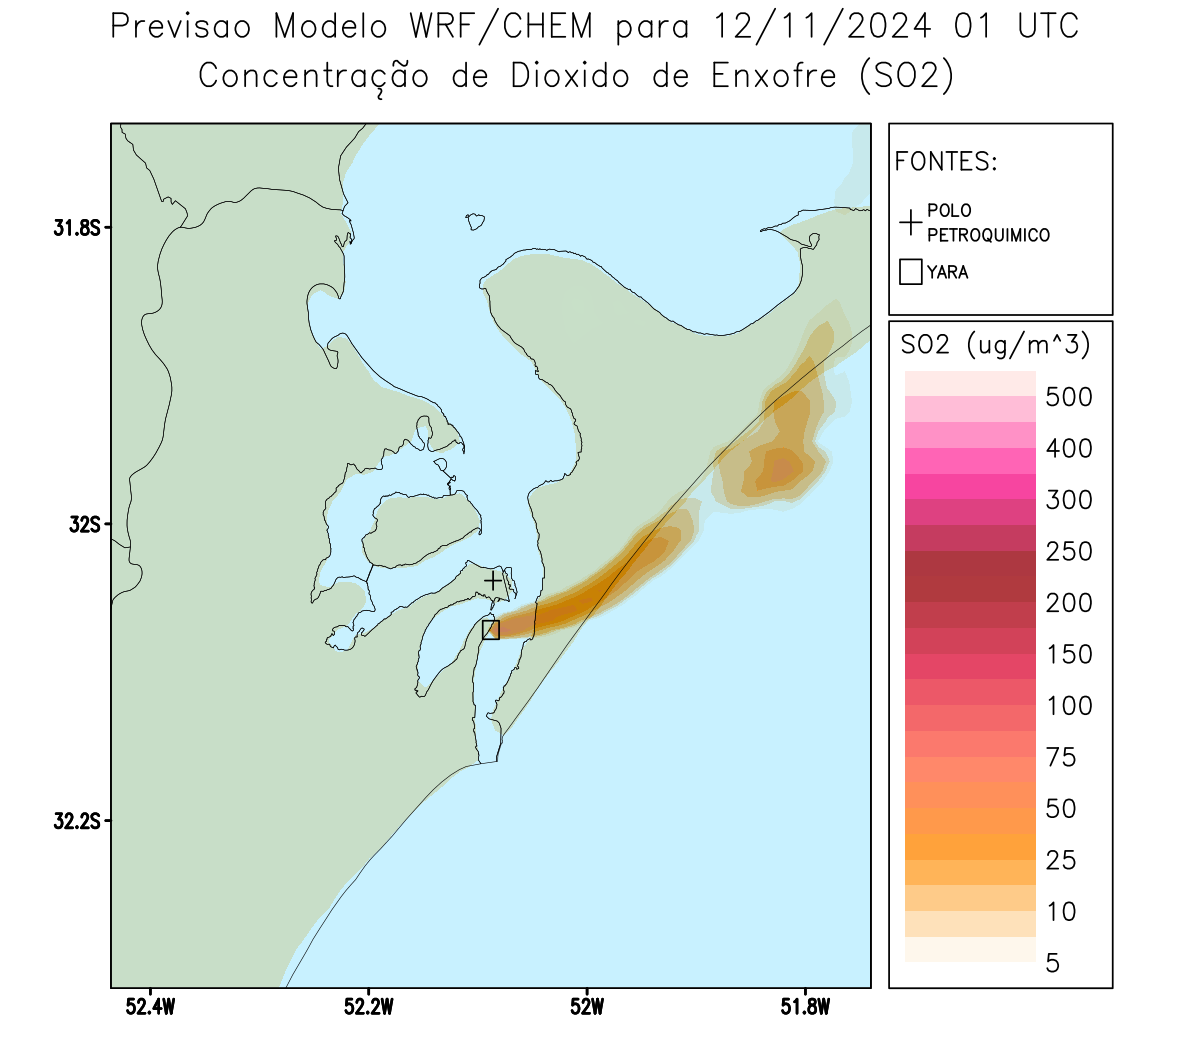 Previsao Modelo WRF/CHEM para 12/11/2024 01 UTC
Concentração de Dioxido de Enxofre (SO2)
FONTES:
POLO
PETROQUIMICO
YARA
SO2 (ug/m^3)
500
400
300
250
200
150
100
75
50
25
10
5
31.8S
32S
32.2S
52.4W
52.2W
52W
51.8W